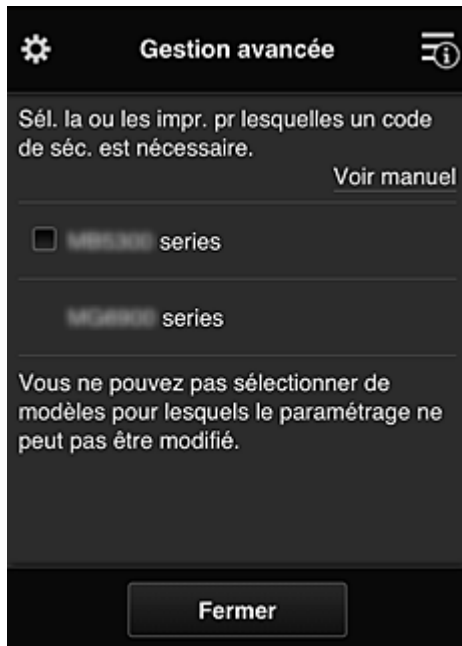 Gestion avancée
Sél. la ou les impr. pr lesquelles un code
de séc. est nécessaire.
Voir manuel
series
series
Vous ne pouvez pas sélectionner de
modèles pour lesquels le paramétrage ne
peut pas être modifié.
Fermer